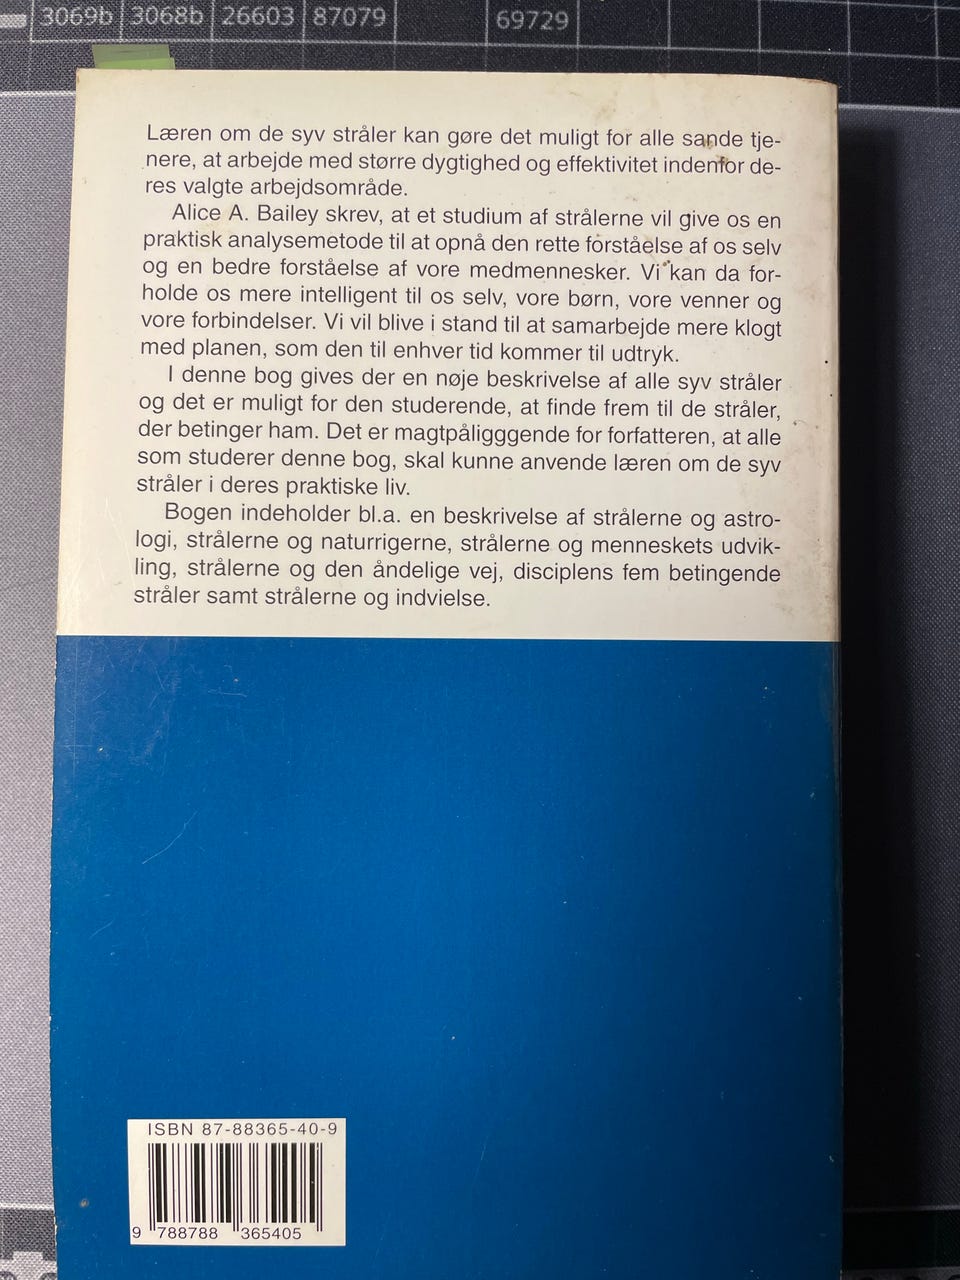 3069b 3068b 26603 87079 69729
Læren om de syv stråler kan gøre det muligt for alle sande tje-
nere, at arbejde med større dygtighed og effektivitet indenfor de-
res valgte arbejdsområde.
Alice A. Bailey skrev, at et studium af strålerne vil give os en
praktisk analysemetode til at opnå den rette forståelse af os selv
og en bedre forståelse af vore medmennesker. Vi kan da for-
holde os mere intelligent til os selv, vore børn, vore venner og
vore forbindelser. Vi vil blive i stand til at samarbejde mere klogt
med planen, som den til enhver tid kommer til udtryk.
I denne bog gives der en nøje beskrivelse af alle syv stråler
og det er muligt for den studerende, at finde frem til de stråler,
der betinger ham. Det er magtpåligggende for forfatteren, at alle
som studerer denne bog, skal kunne anvende læren om de syv
stråler i deres praktiske liv.
Bogen indeholder bl.a. en beskrivelse af strålerne og astro-
logi, strålerne og naturrigerne, strålerne og menneskets udvik-
ling, strålerne og den åndelige vej, disciplens fem betingende
stråler samt strålerne og indvielse.
ISBN 87-88365-40-9
9 788788 365405